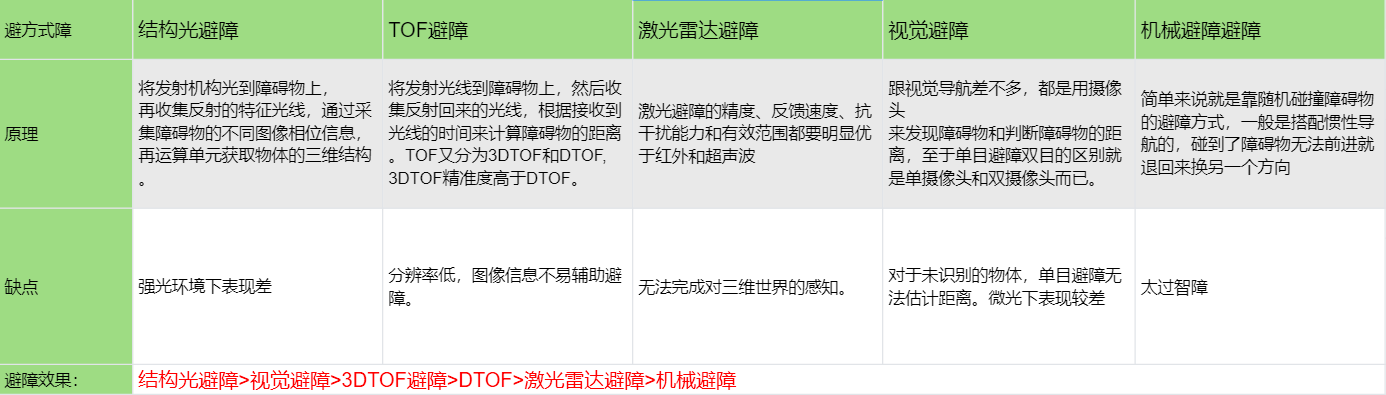 避方式障
结构光避障
TOF避障
激光雷达避障
视觉避障
机械避障避障
原理
将发射机构光到障碍物上，
再收集反射的特征光线，通过采
集障碍物的不同图像相位信息，
再运算单元获取物体的三维结构
。
将发射光线到障碍物上，然后收
集反射回来的光线，根据接收到
光线的时间来计算障碍物的距离
。TOF又分为3DTOF和DTOF,
3DTOF精准度高于DTOF。
激光避障的精度、反馈速度、抗
干扰能力和有效范围都要明显优
于红外和超声波
跟视觉导航差不多，都是用摄像
头
来发现障碍物和判断障碍物的距
离，至于单目避障双目的区别就
是单摄像头和双摄像头而已。
简单来说就是靠随机碰撞障碍物
的避障方式，一般是搭配惯性导
航的，碰到了障碍物无法前进就
退回来换另一个方向
缺点
强光环境下表现差
分辨率低，图像信息不易辅助避
障。
无法完成对三维世界的感知。
对于未识别的物体，单目避障无
法估计距离。微光下表现较差
太过智障
避障效果：
结构光避障>视觉避障>3DTOF避障>DTOF>激光雷达避障>机械避障